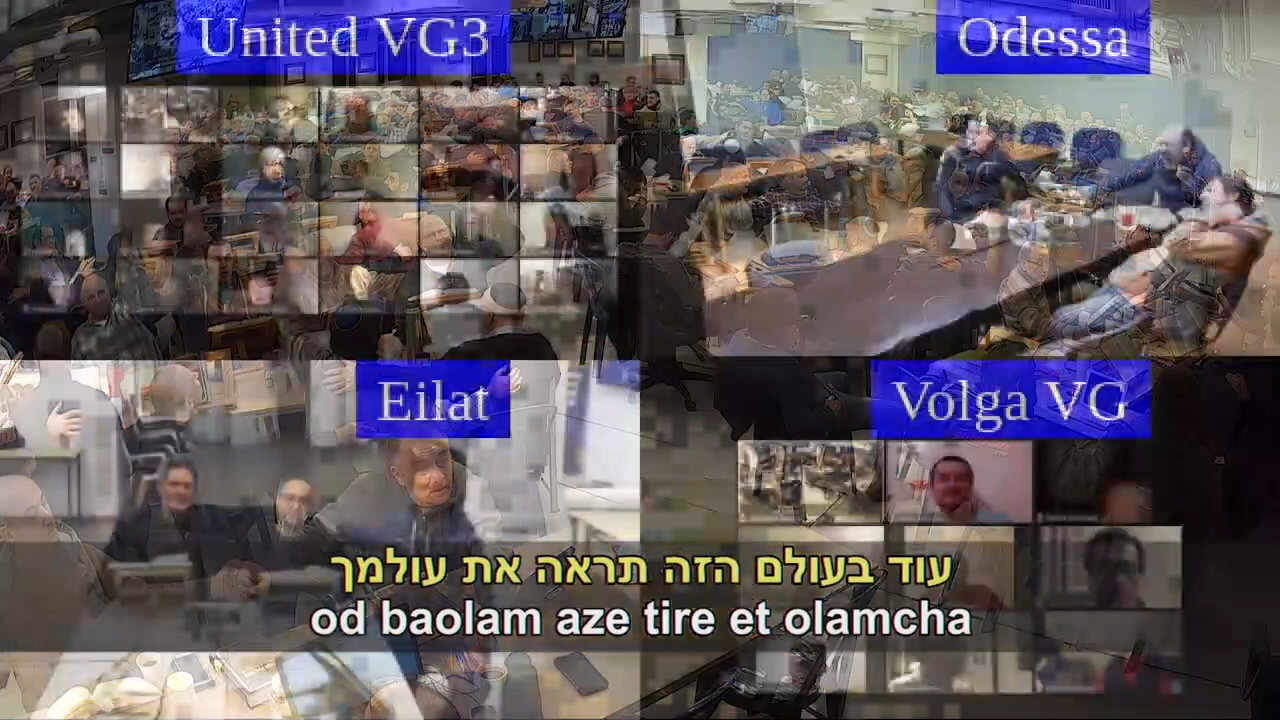 United VG3
Odessa
Eilat
Volga VG
עוד בעולם הזה תראה את עולמך
od baolam aze tire et olamcha